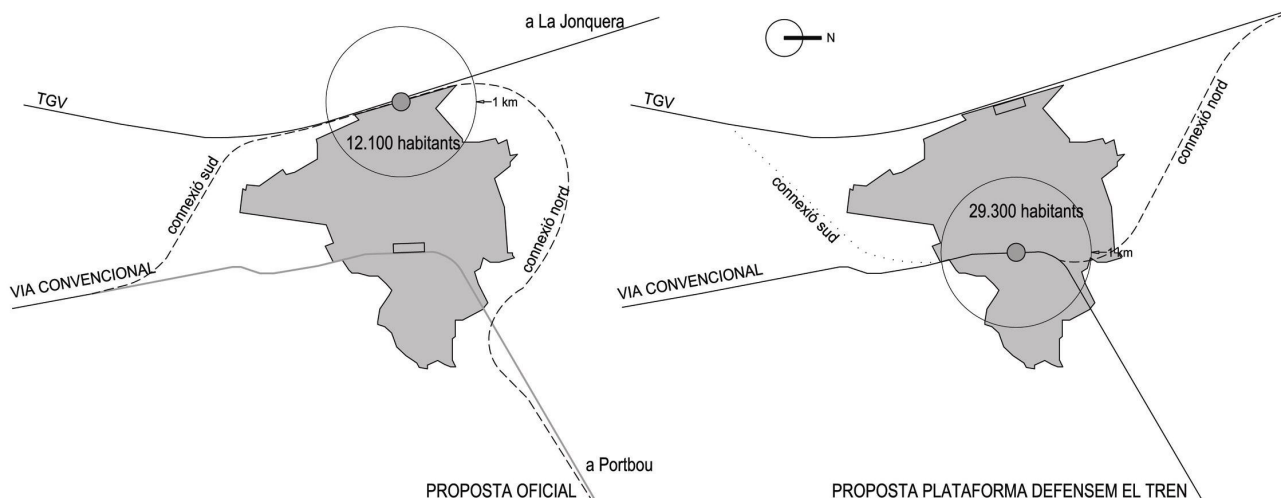 a La Jonquera
TGV
1 km
12.100 habitants
connexió sud
connexió nord
VIA CONVENCIONAL
a Portbou
PROPOSTA OFICIAL
N
TGV
connexió nord
connexió sud
29.300 habitants
1 km
VIA CONVENCIONAL
PROPOSTA PLATAFORMA DEFENSEM EL TREN